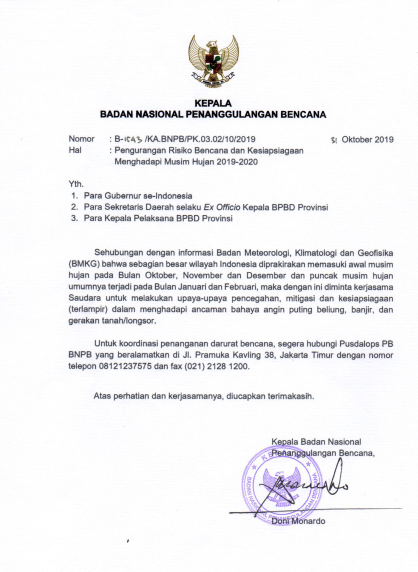 KEPALA
BADAN NASIONAL PENANGGULANGAN BENCANA
Nomor : B- /KA.BNPB/PK.03.02/10/2019 31 Oktober 2019
Hal : Pengurangan Risiko Bencana dan Kesiapsiagaan
Menghadapi Musim Hujan 2019-2020
Yth.
1. Para Gubernur se-Indonesia
2. Para Sekretaris Daerah selaku Ex Officio Kepala BPBD Provinsi
3. Para Kepala Pelaksana BPBD Provinsi
Sehubungan dengan informasi Badan Meteorologi, Klimatologi dan Geofisika
(BMKG) bahwa sebagian besar wilayah Indonesia diprakirakan memasuki awal musim
hujan pada Bulan Oktober, November dan Desember dan puncak musim hujan
umumnya terjadi pada Bulan Januari dan Februari, maka dengan ini diminta kerjasama
Saudara untuk melakukan upaya-upaya pencegahan, mitigasi dan kesiapsiagaan
(terlampir) dalam menghadapi ancaman bahaya angin puting beliung, banjir, dan
gerakan tanah/longsor.
Untuk koordinasi penanganan darurat bencana, segera hubungi Pusdalops PB
BNPB yang beralamatkan di Jl. Pramuka Kavling 38, Jakarta Timur dengan nomor
telepon 08121237575 dan fax (021) 2128 1200.
Atas perhatian dan kerjasamanya, diucapkan terimakasih.
Kepala Badan Nasional
Penanggulangan Bencana,
Doni Monardo